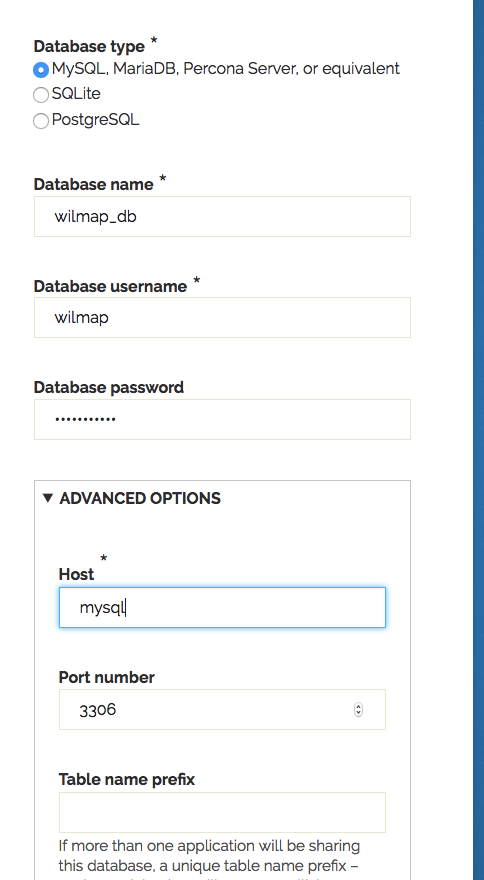 Database type *
MySQL, MariaDB, Percona Server, or equivalent
SQLite
PostgreSQL
Database name *
wilmap_db
Database username *
wilmap
Database password
•••••••••••
▼ ADVANCED OPTIONS
Host *
mysql
Port number
3306
Table name prefix
If more than one application will be sharing
this database, a unique table name prefix –